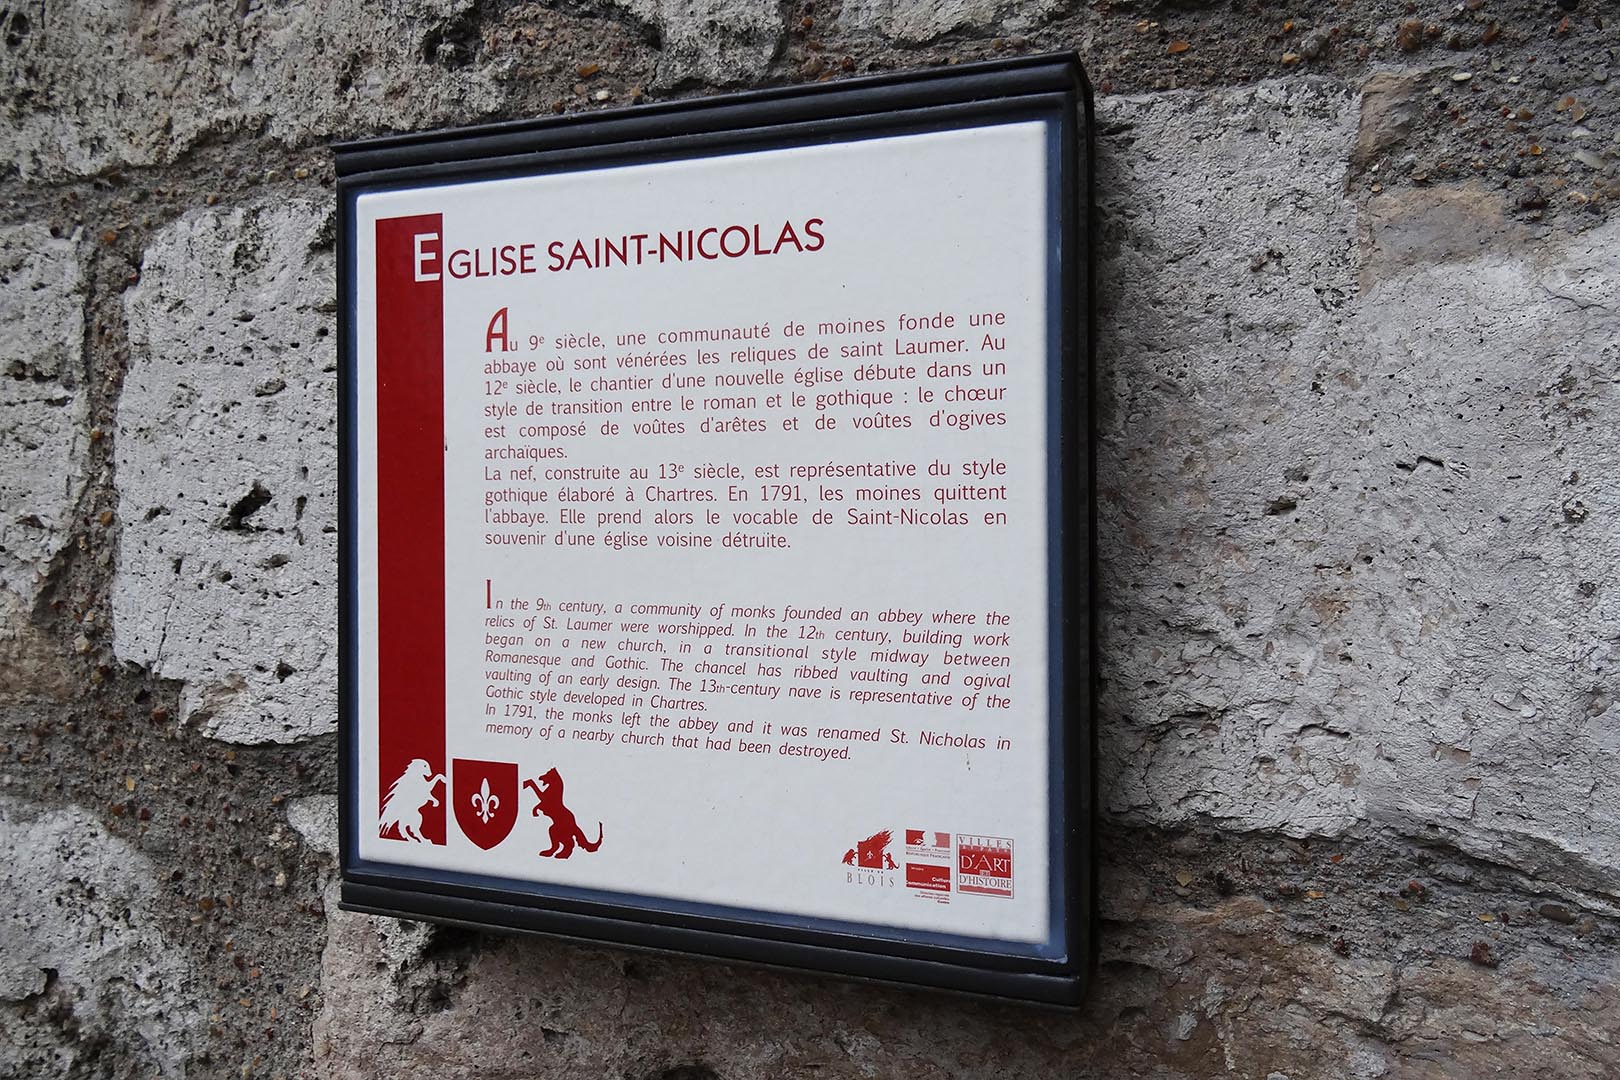 EGLISE SAINT-NICOLAS
Au 9e siècle, une communauté de moines fonde une
abbaye où sont vénérées les reliques de saint Laumer. Au
12e siècle, le chantier d'une nouvelle église débute dans un
style de transition entre le roman et le gothique : le chœur
est composé de voûtes d'arêtes et de voûtes d'ogives
archaïques.
La nef, construite au 13e siècle, est représentative du style
gothique élaboré à Chartres. En 1791, les moines quittent
l'abbaye. Elle prend alors le vocable de Saint-Nicolas en
souvenir d'une église voisine détruite.
In the 9th century, a community of monks founded an abbey where the
relics of St. Laumer were worshipped. In the 12th century, building work
began on a new church, in a transitional style midway between
Romanesque and Gothic. The chancel has ribbed vaulting and ogival
vaulting of an early design. The 13th-century nave is representative of the
Gothic style developed in Chartres.
In 1791, the monks left the abbey and it was renamed St. Nicholas in
memory of a nearby church that had been destroyed.
VILLE DE
BLOIS
RÉPUBLIQUE FRANÇAISE
Culture
Communication
VILLES
D'ART
ET
D'HISTOIRE